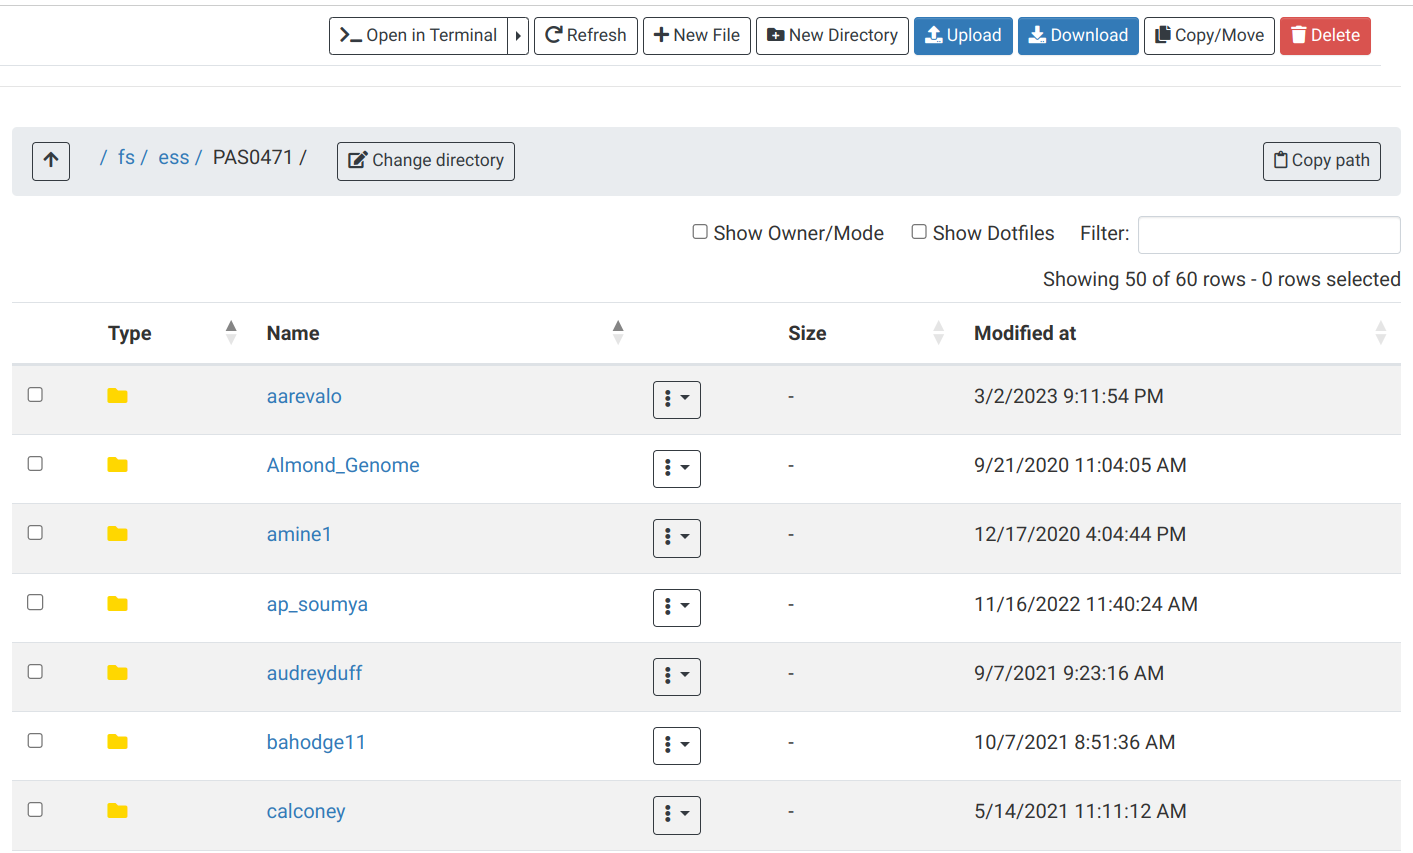 Open in Terminal Refresh New File New Directory Upload Download Copy/Move Delete
/ fs / ess / PAS0471 / Change directory Copy path
Show Owner/Mode Show Dotfiles Filter:
Showing 50 of 60 rows - 0 rows selected
Type Name Size Modified at
aarevalo - 3/2/2023 9:11:54 PM
Almond_Genome - 9/21/2020 11:04:05 AM
amine1 - 12/17/2020 4:04:44 PM
ap_soumya - 11/16/2022 11:40:24 AM
audreyduff - 9/7/2021 9:23:16 AM
bahodge11 - 10/7/2021 8:51:36 AM
calconey - 5/14/2021 11:11:12 AM